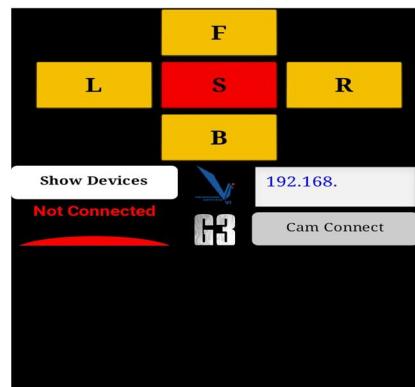 F
L S R
B
Show Devices
192.168.
Not Connected
G3
Cam Connect